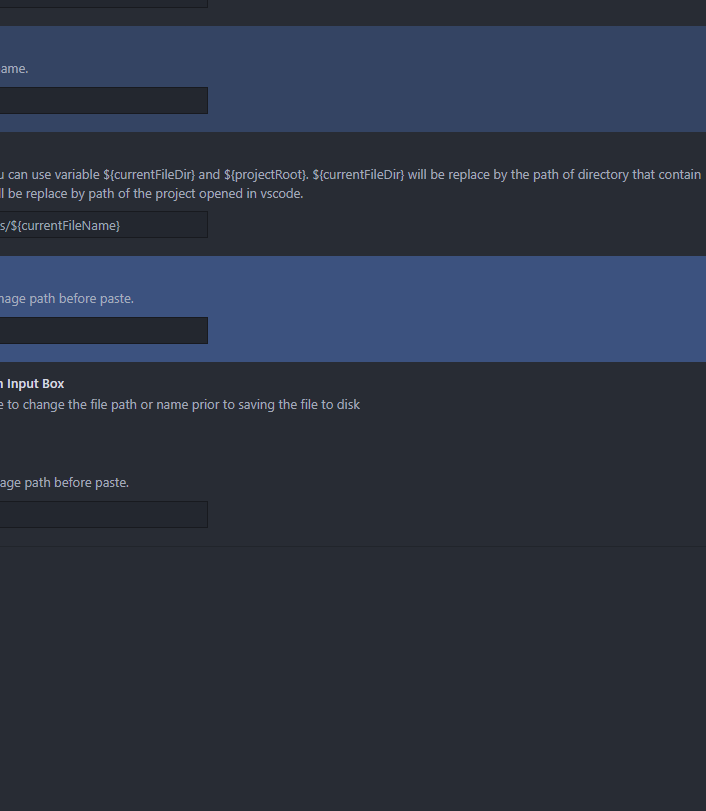 ame.
u can use variable ${currentFileDir} and ${projectRoot}. ${currentFileDir} will be replace by the path of directory that contain
ll be replace by path of the project opened in vscode.
s/${currentFileName}
nage path before paste.
n Input Box
e to change the file path or name prior to saving the file to disk
age path before paste.